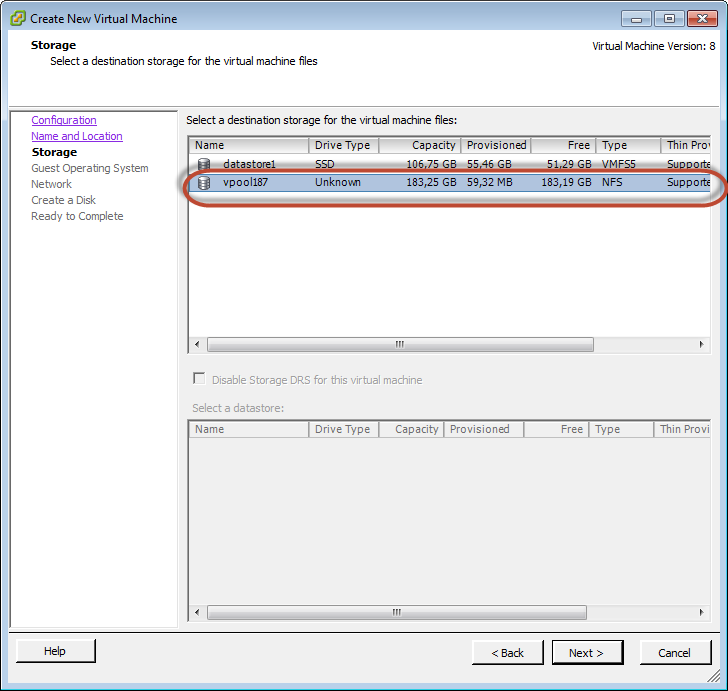 Create New Virtual Machine
Storage
Select a destination storage for the virtual machine files
Virtual Machine Version: 8
Configuration
Name and Location
Storage
Guest Operating System
Network
Create a Disk
Ready to Complete
Select a destination storage for the virtual machine files:
Name Drive Type Capacity Provisioned Free Type Thin Prov
datastore1 SSD 106,75 GB 55,46 GB 51,29 GB VMFS5 Supporte
vpool187 Unknown 183,25 GB 59,32 MB 183,19 GB NFS Supporte
Disable Storage DRS for this virtual machine
Select a datastore:
Name Drive Type Capacity Provisioned Free Type Thin Provi
Help
< Back
Next >
Cancel